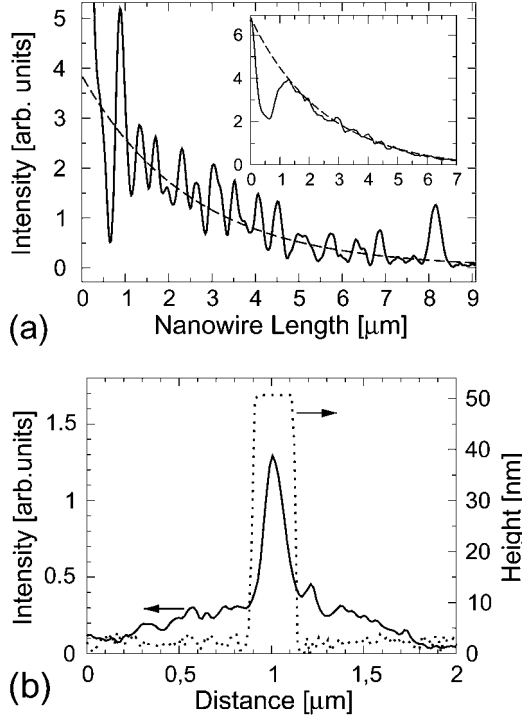 5
4
3
2
1
0
Intensity [arb. units]
6
4
2
0
0 1 2 3 4 5 6 7
0 1 2 3 4 5 6 7 8 9
(a) Nanowire Length [μm]
1.5
1
0.5
0
Intensity [arb.units]
50
40
30
20
10
0
Height [nm]
0 0,5 1 1,5 2
(b) Distance [μm]